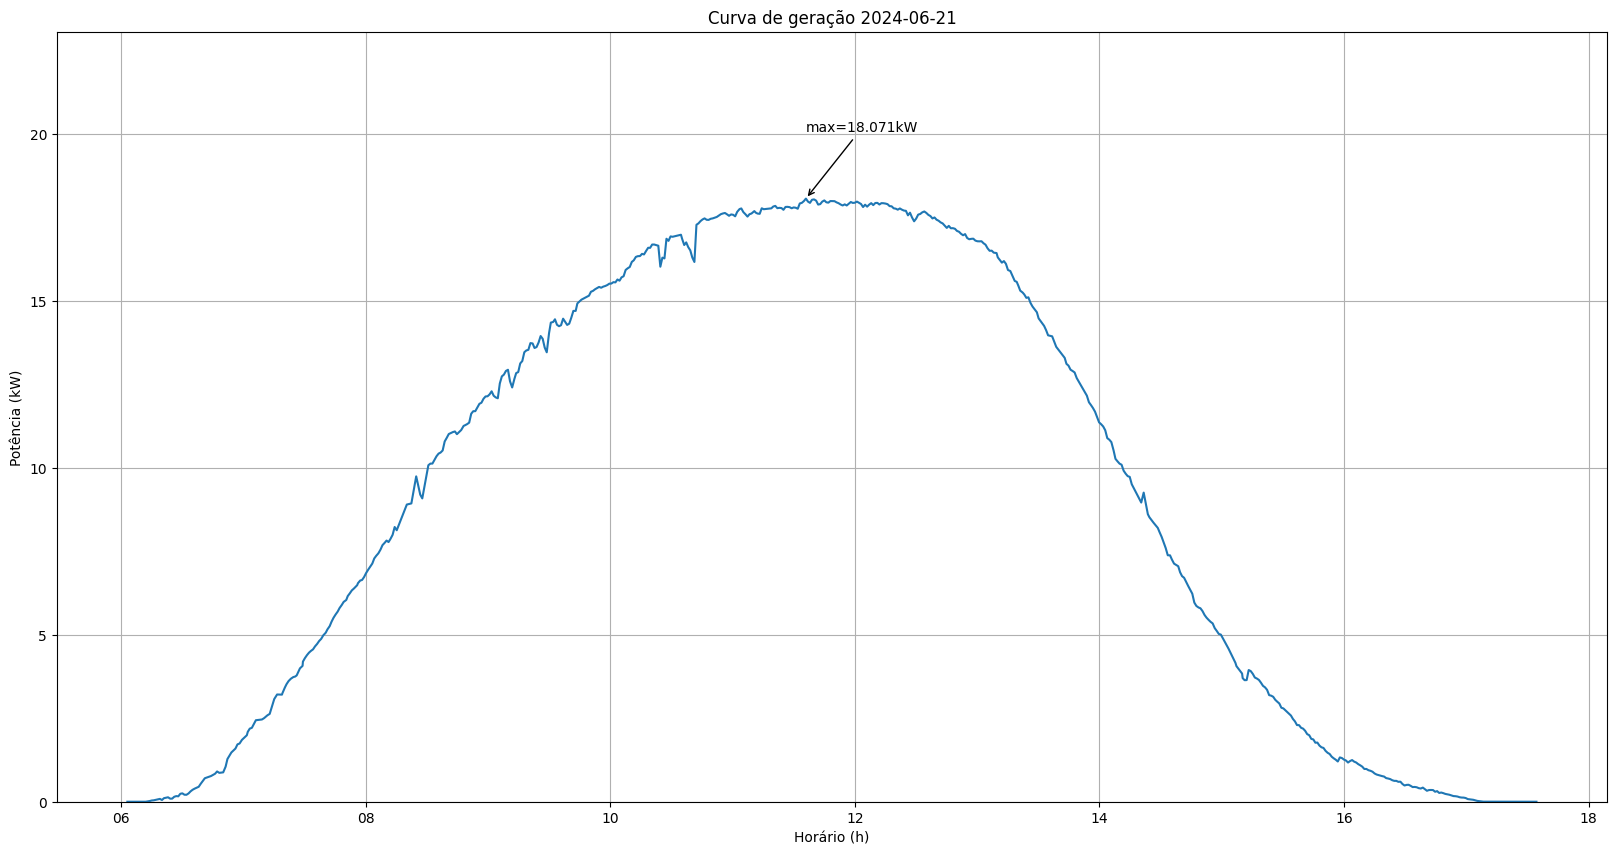 Curva de geração 2024-06-21
max=18.071kW
Potência (kW)
20
15
10
5
0
06 08 10 12 14 16 18
Horário (h)